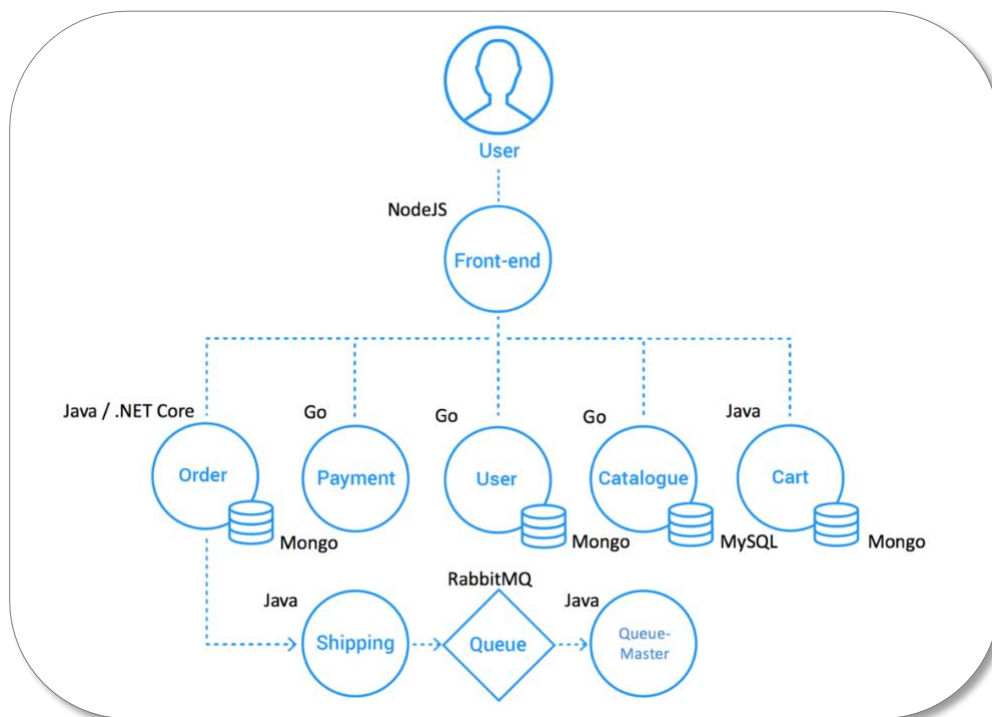 User
NodeJS
Front-end
Java / .NET Core
Go
Go
Go
Java
Order
Payment
User
Catalogue
Cart
Mongo
Mongo
MySQL
Mongo
RabbitMQ
Java
Java
Shipping
Queue
Queue-
Master